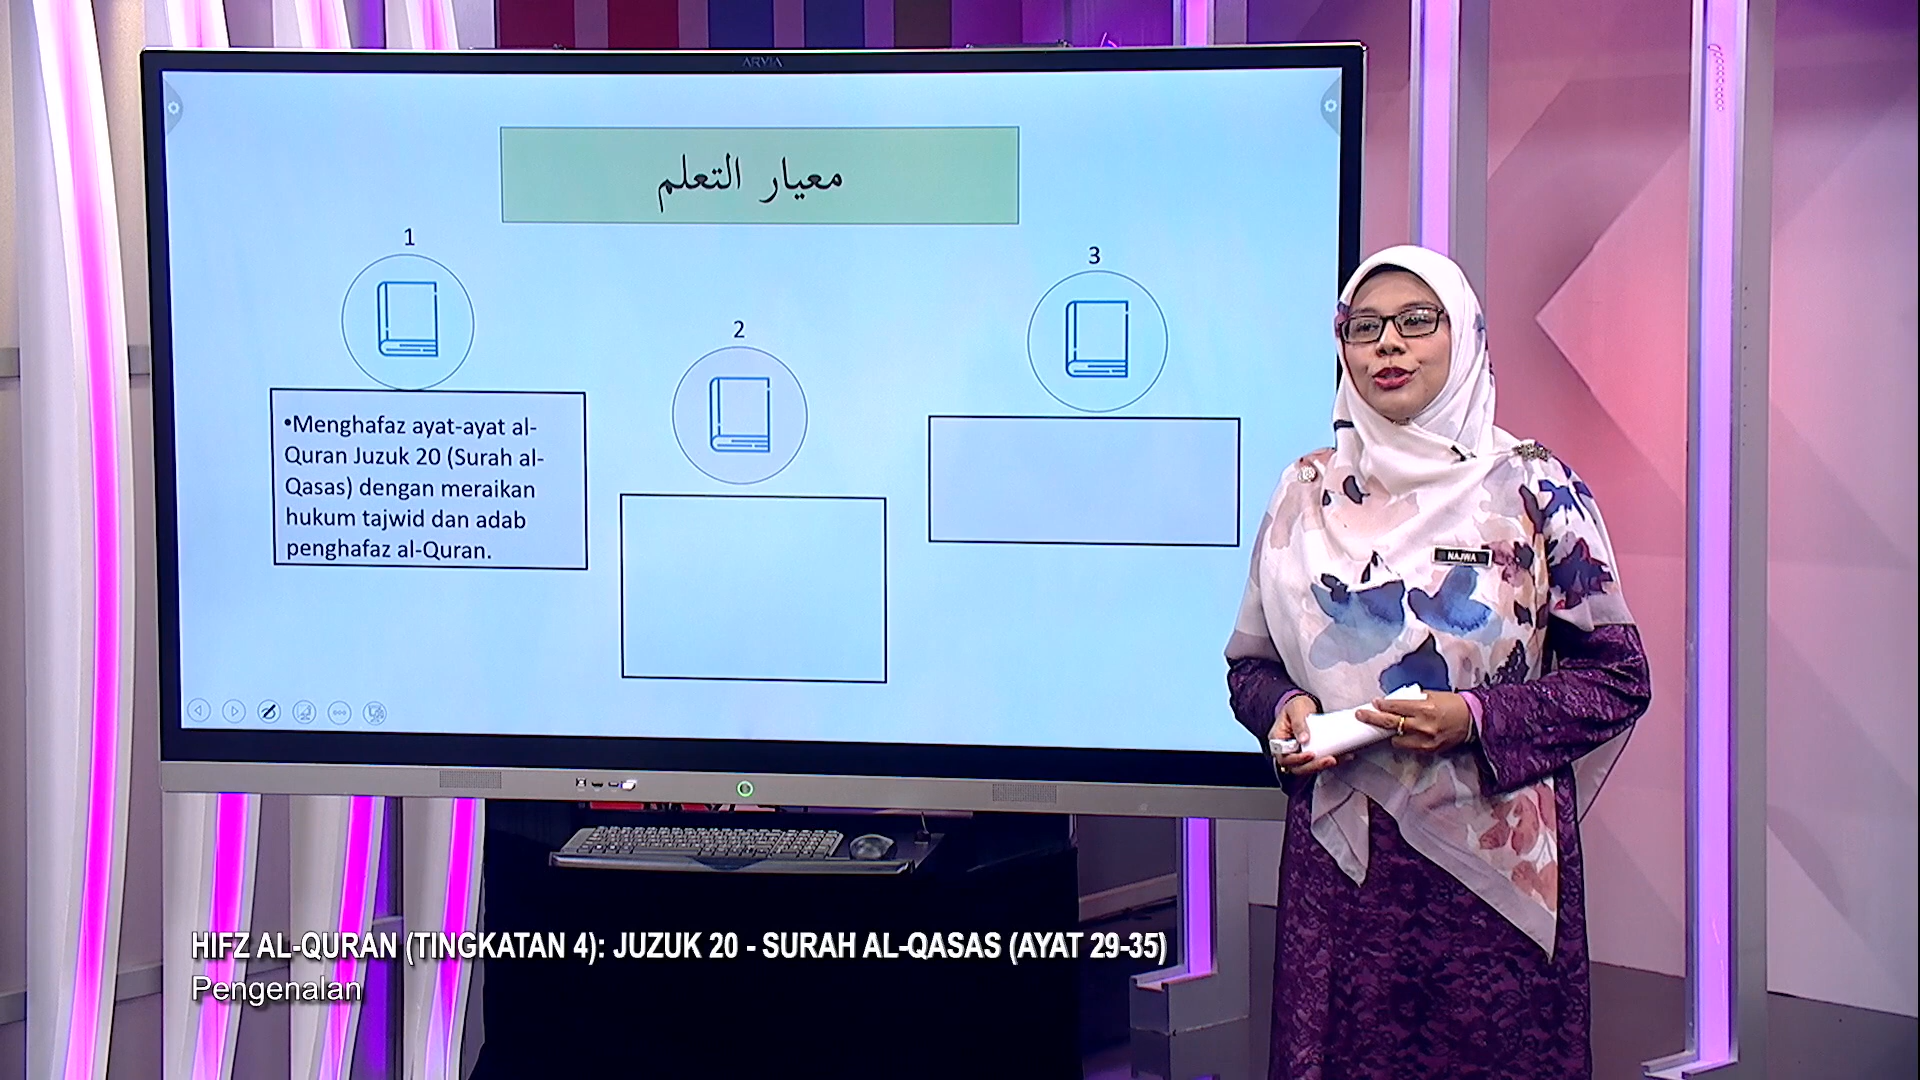 ARVIA
معيار التعلم
1
2
3
•Menghafaz ayat-ayat al-
Quran Juzuk 20 (Surah al-
Qasas) dengan meraikan
hukum tajwid dan adab
penghafaz al-Quran.
NAJWA
HIFZ AL-QURAN (TINGKATAN 4): JUZUK 20 - SURAH AL-QASAS (AYAT 29-35)
Pengenalan